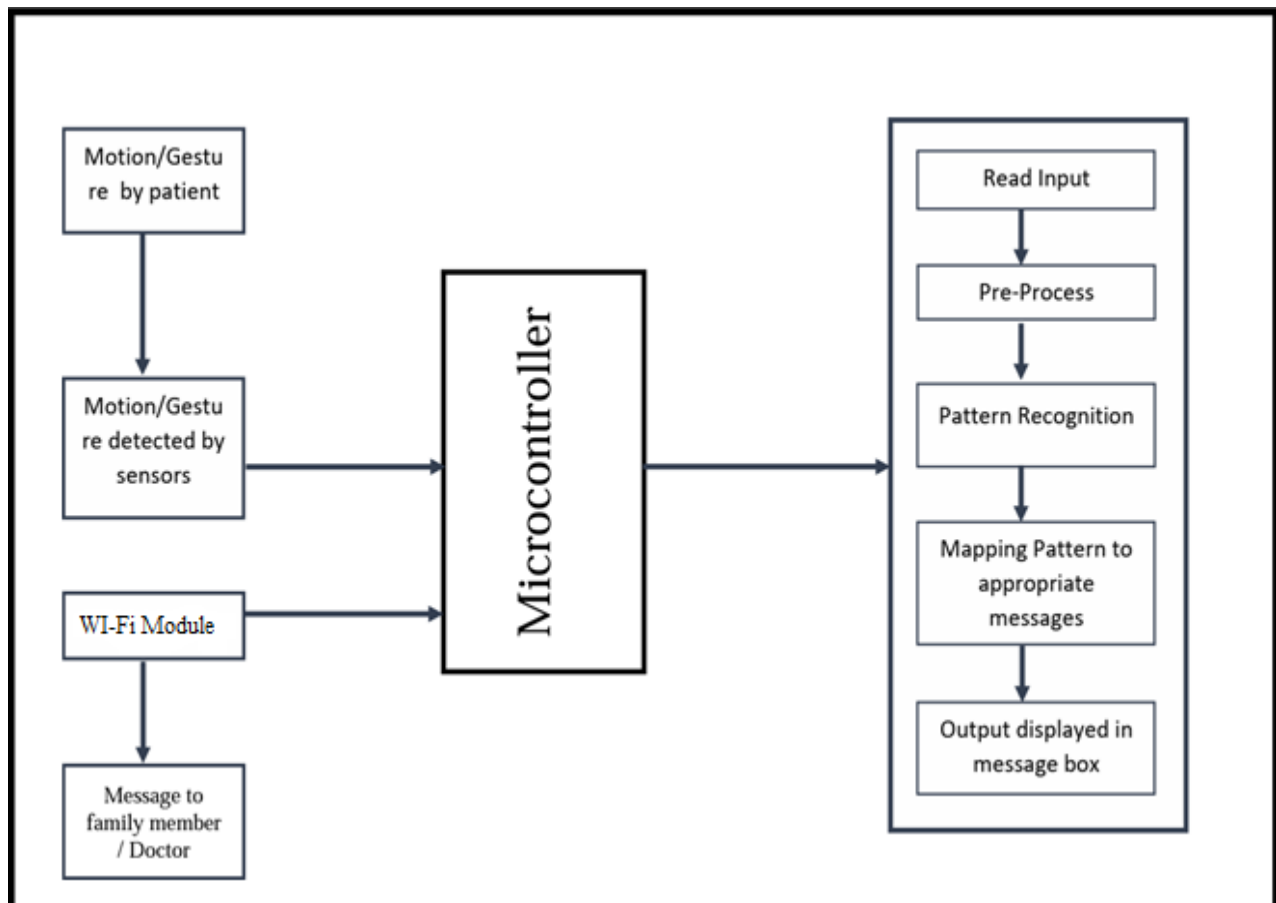 Motion/Gestu
re by patient
Motion/Gestu
re detected by
sensors
WI-Fi Module
Message to
family member
/ Doctor
Microcontroller
Read Input
Pre-Process
Pattern Recognition
Mapping Pattern to
appropriate
messages
Output displayed in
message box